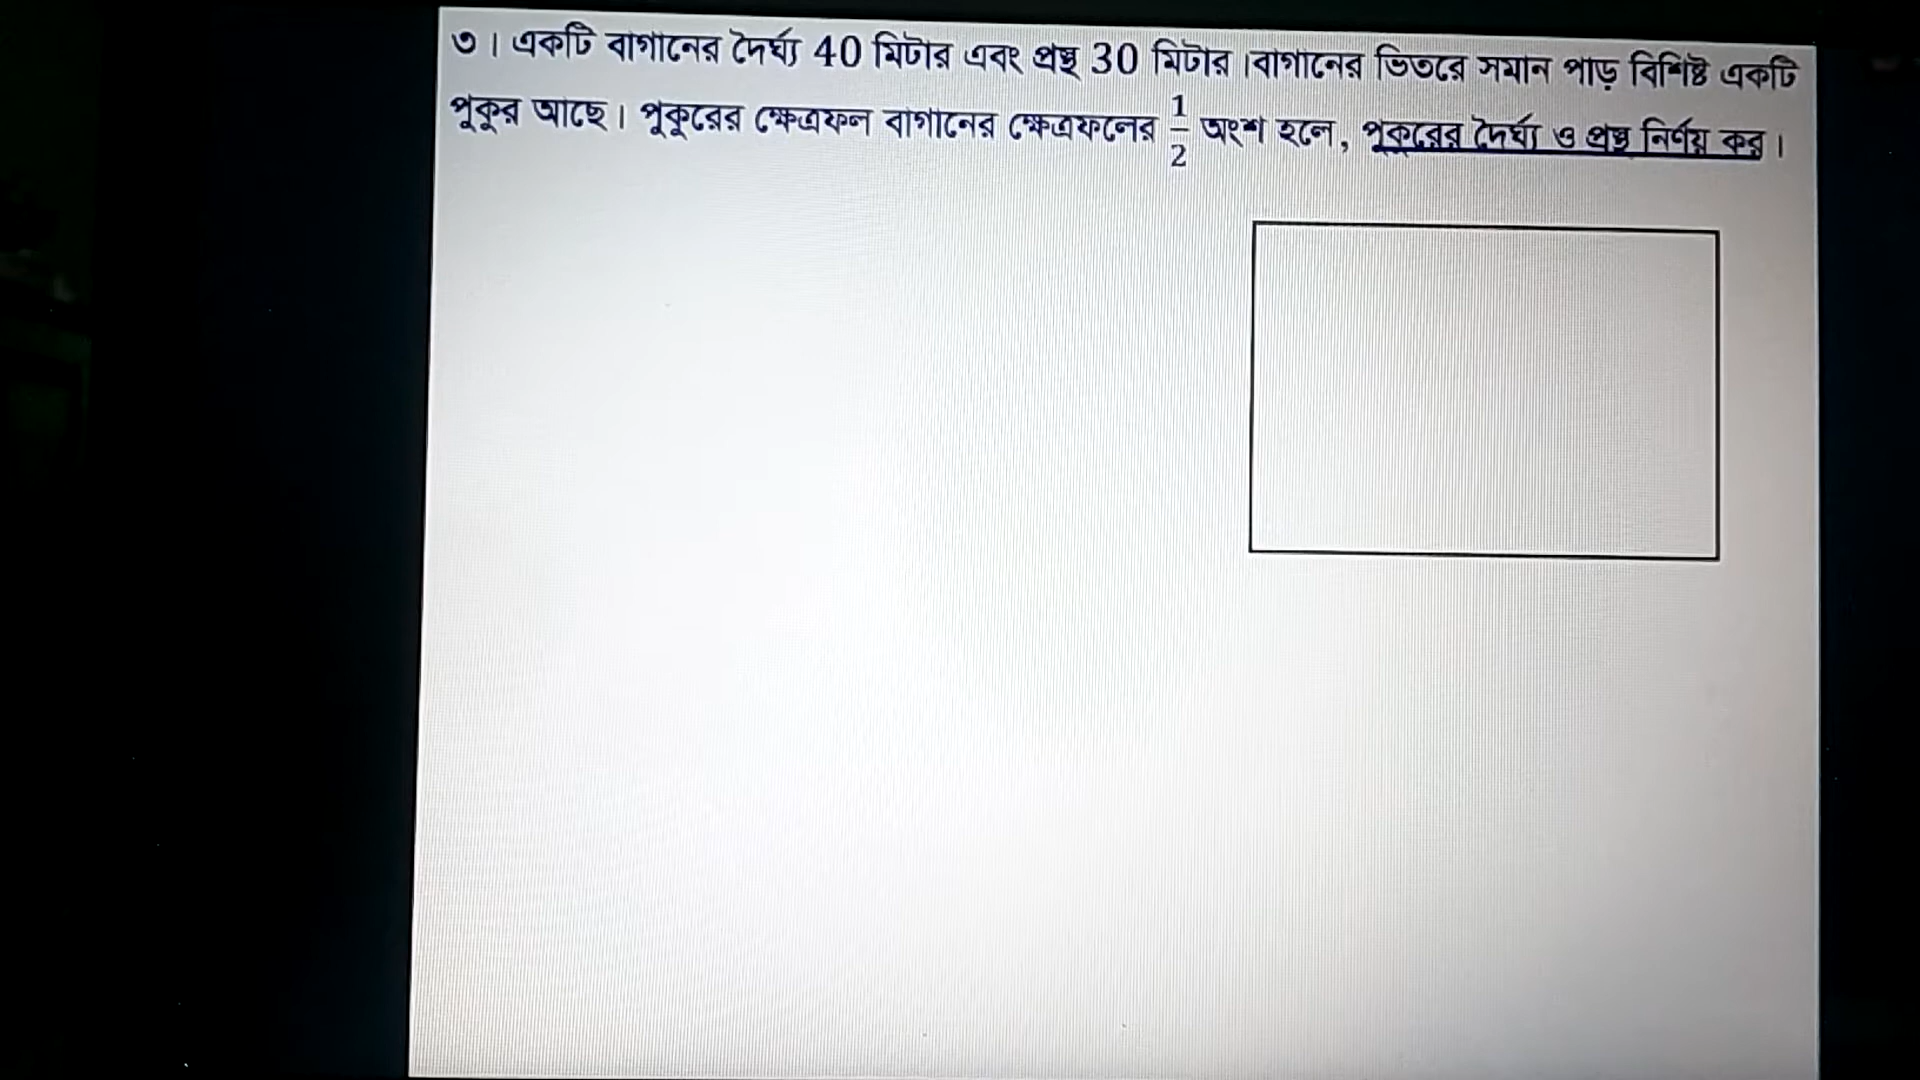 ৩। একটি বাগানের দৈর্ঘ্য 40 মিটার এবং প্রস্থ 30 মিটার।বাগানের ভিতরে সমান পাড় বিশিষ্ট একটি
পুকুর আছে। পুকুরের ক্ষেত্রফল বাগানের ক্ষেত্রফলের 1/2 অংশ হলে, পুকুরের দৈর্ঘ্য ও প্রস্থ নির্ণয় কর।